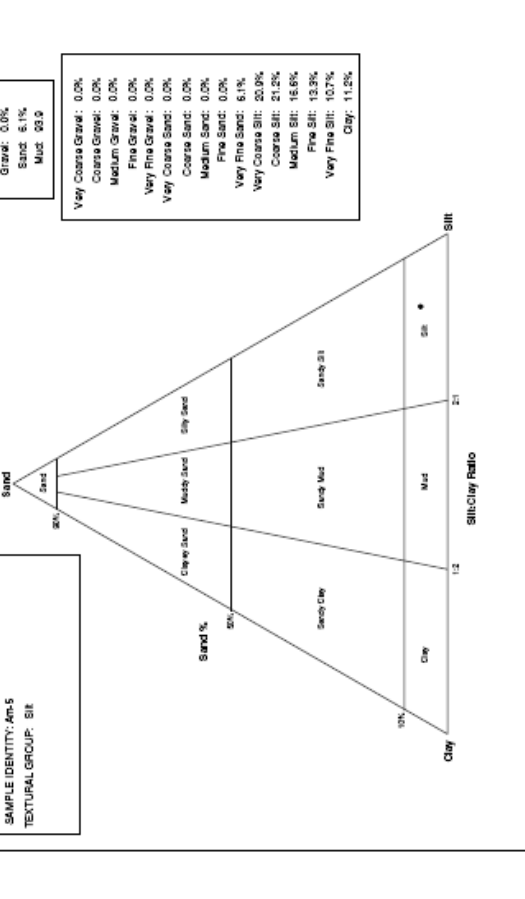 SAMPLE IDENTITY: Am-5
TEXTURAL GROUP: Silt
Gravel: 0.0%
Sand: 6.1%
Mud: 93.9
Very Coarse Gravel: 0.0%
Coarse Gravel: 0.0%
Medium Gravel: 0.0%
Fine Gravel: 0.0%
Very Fine Gravel: 0.0%
Very Coarse Sand: 0.0%
Coarse Sand: 0.0%
Medium Sand: 0.0%
Fine Sand: 0.0%
Very Fine Sand: 6.1%
Very Coarse Silt: 20.9%
Coarse Silt: 21.2%
Medium Silt: 16.6%
Fine Silt: 13.3%
Very Fine Silt: 10.7%
Clay: 11.2%
Sand
90%
Sand
Sand %
Clayey Sand
Muddy Sand
Silty Sand
50%
Sandy Clay
Sandy Mud
Sandy Silt
10%
Clay
Mud
Silt
Clay
1:2
2:1
Silt
Silt:Clay Ratio